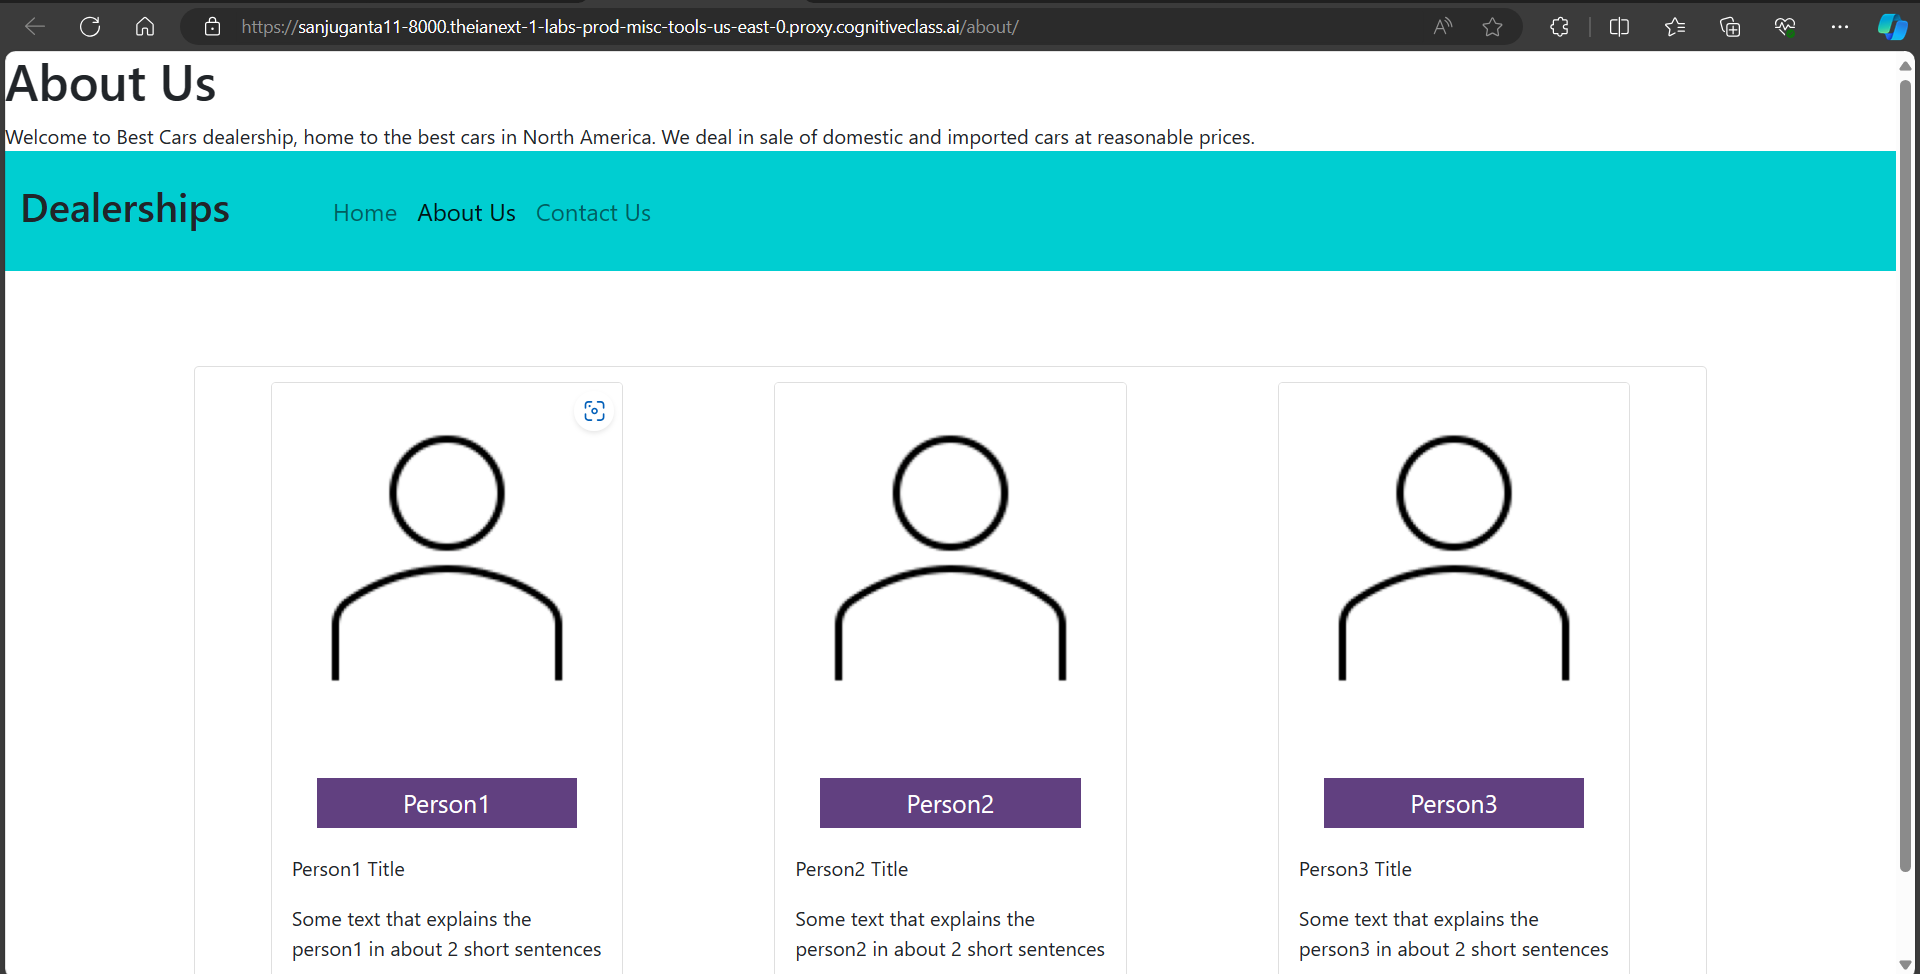 https://sanjuganta11-8000.theianext-1-labs-prod-misc-tools-us-east-0.proxy.cognitiveclass.ai/about/
About Us
Welcome to Best Cars dealership, home to the best cars in North America. We deal in sale of domestic and imported cars at reasonable prices.
Dealerships Home About Us Contact Us
Person1
Person1 Title
Some text that explains the
person1 in about 2 short sentences
Person2
Person2 Title
Some text that explains the
person2 in about 2 short sentences
Person3
Person3 Title
Some text that explains the
person3 in about 2 short sentences